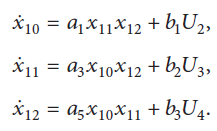 ẋ₁₀ = a₁x₁₁x₁₂ + b₁U₂,
ẋ₁₁ = a₃x₁₀x₁₂ + b₂U₃,
ẋ₁₂ = a₅x₁₀x₁₁ + b₃U₄.